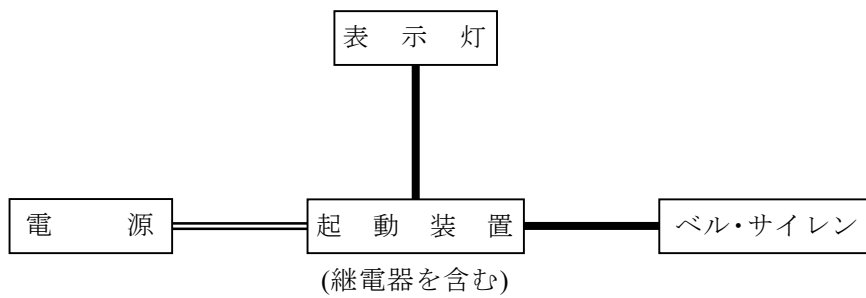 表示灯
電源
起動装置
ベル・サイレン
(継電器を含む)